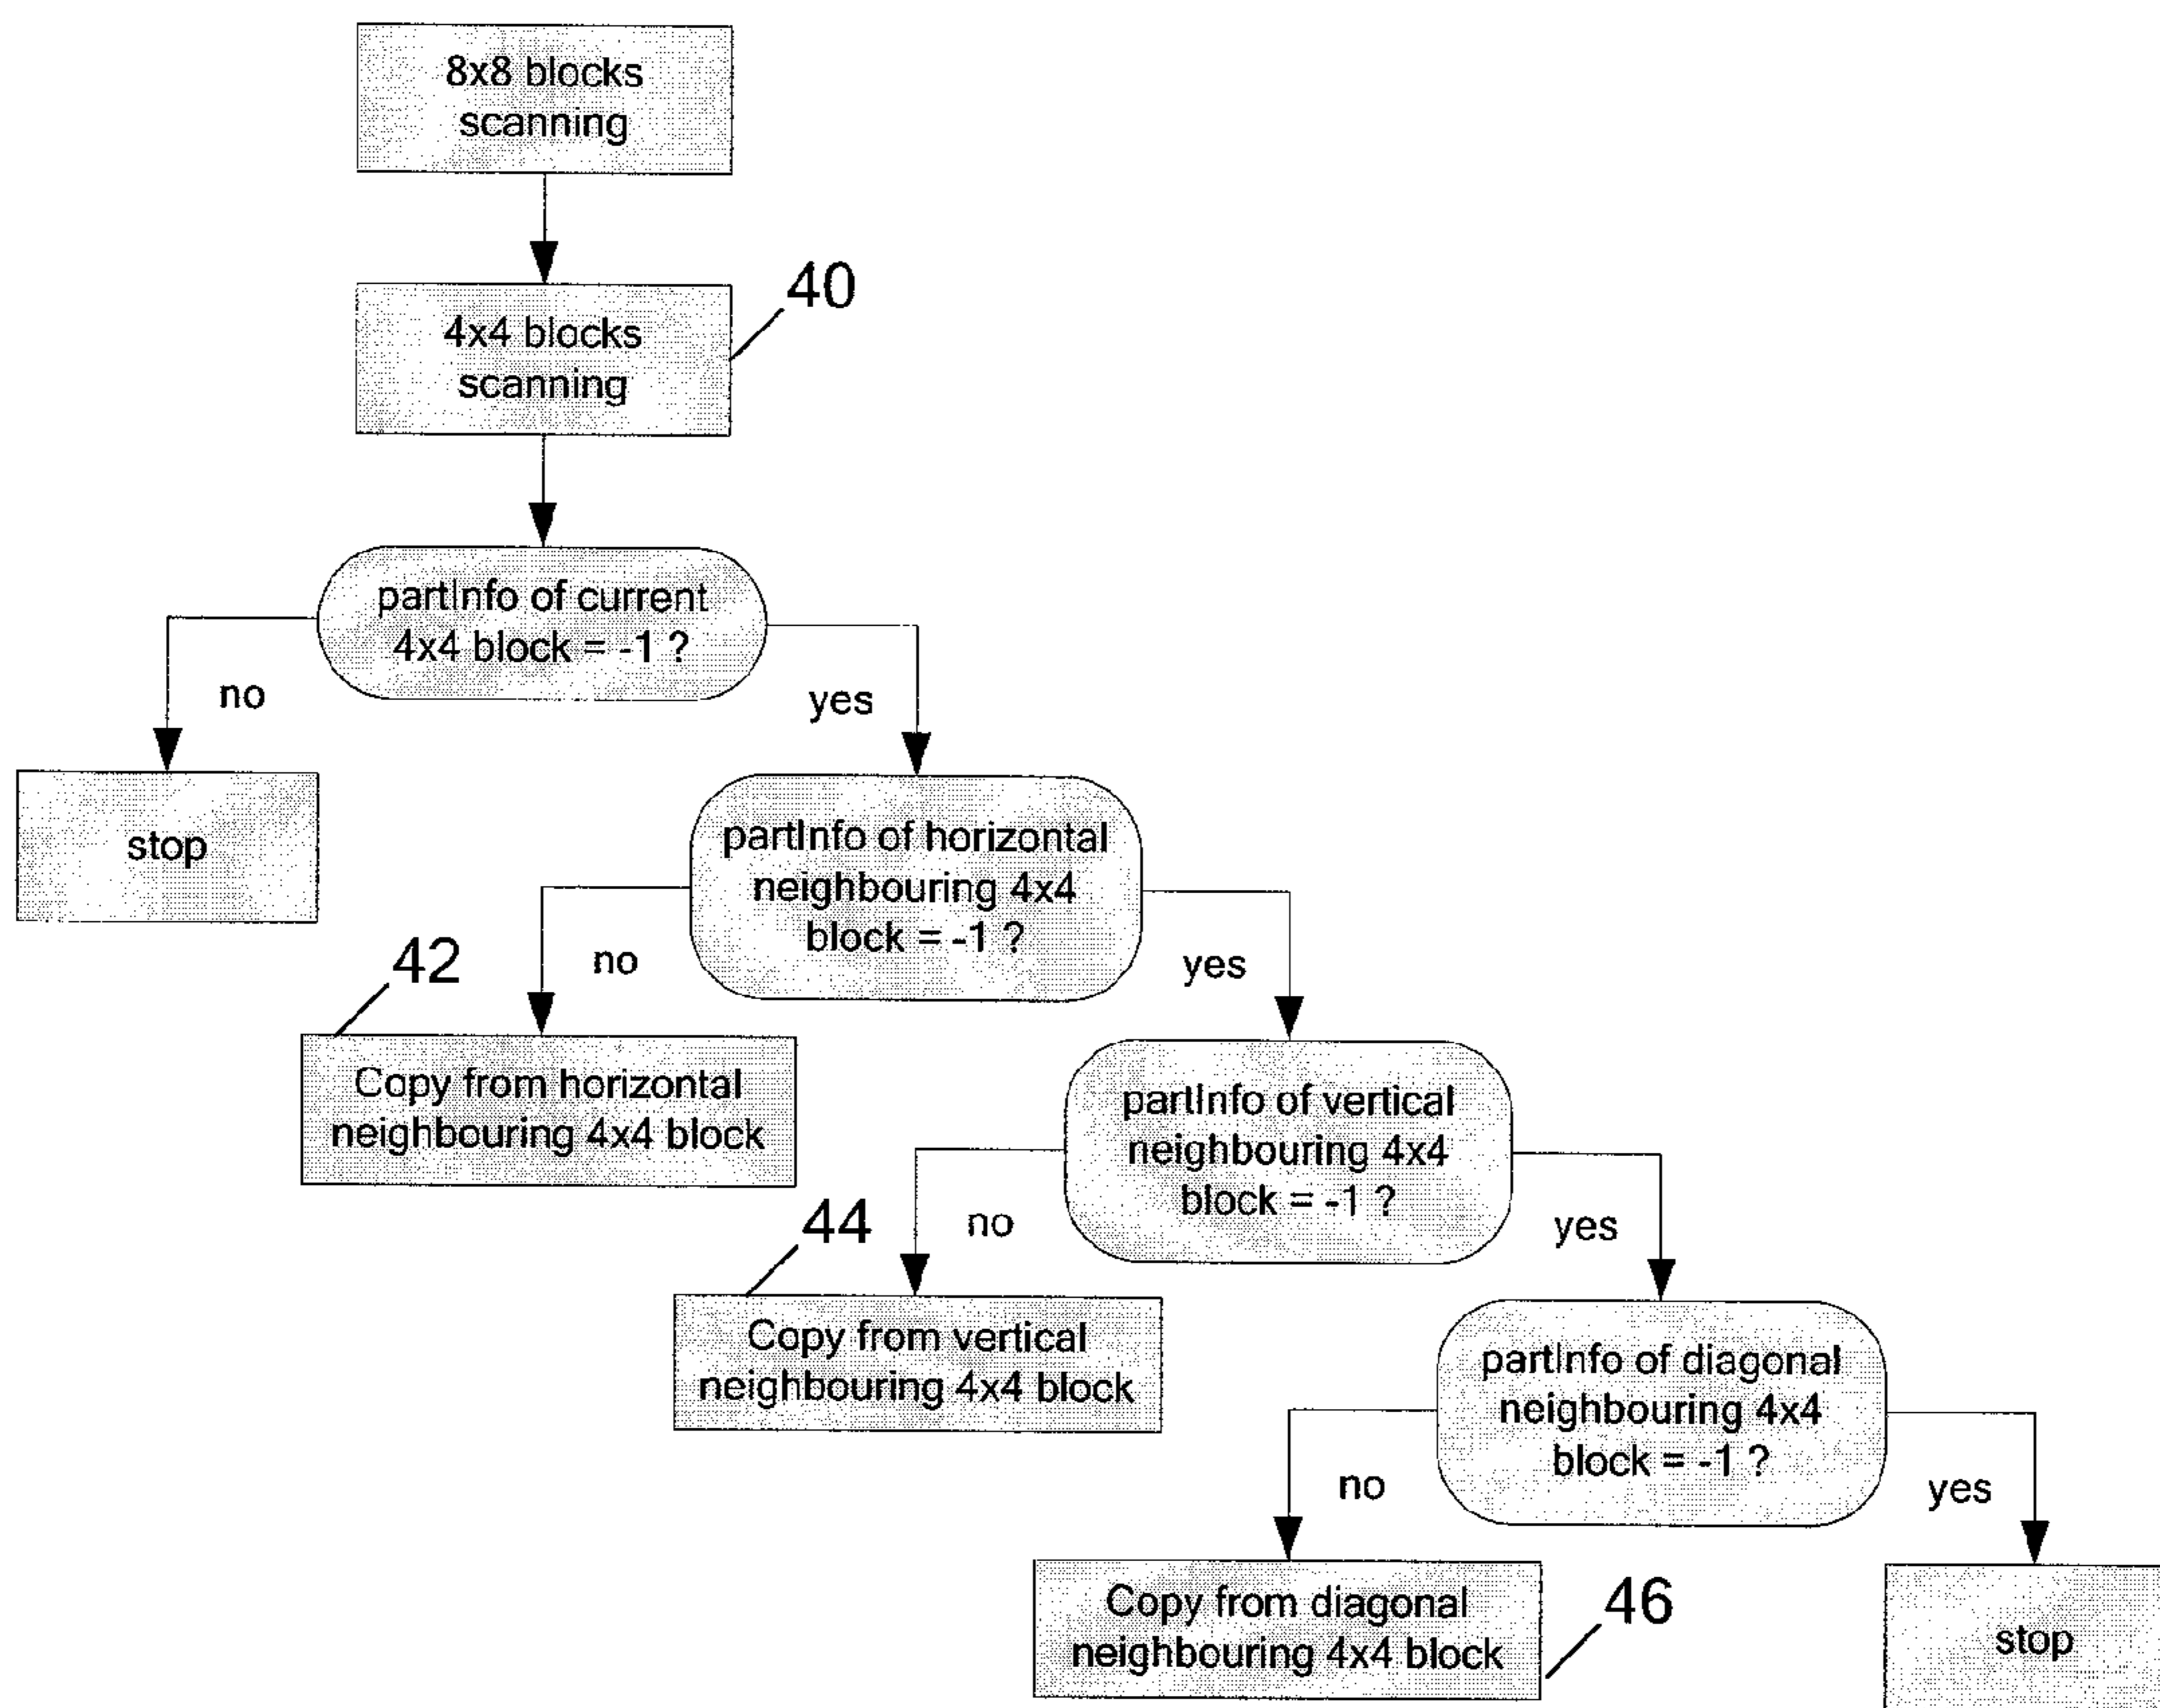 8x8 blocks
scanning
40
4x4 blocks
scanning
partInfo of current
4x4 block = -1 ?
no
yes
stop
partInfo of horizontal
neighbouring 4x4
block = -1 ?
42
no
yes
Copy from horizontal
neighbouring 4x4 block
partInfo of vertical
neighbouring 4x4
block = -1 ?
44
no
yes
Copy from vertical
neighbouring 4x4 block
partInfo of diagonal
neighbouring 4x4
block = -1 ?
no
yes
Copy from diagonal
neighbouring 4x4 block
46
stop